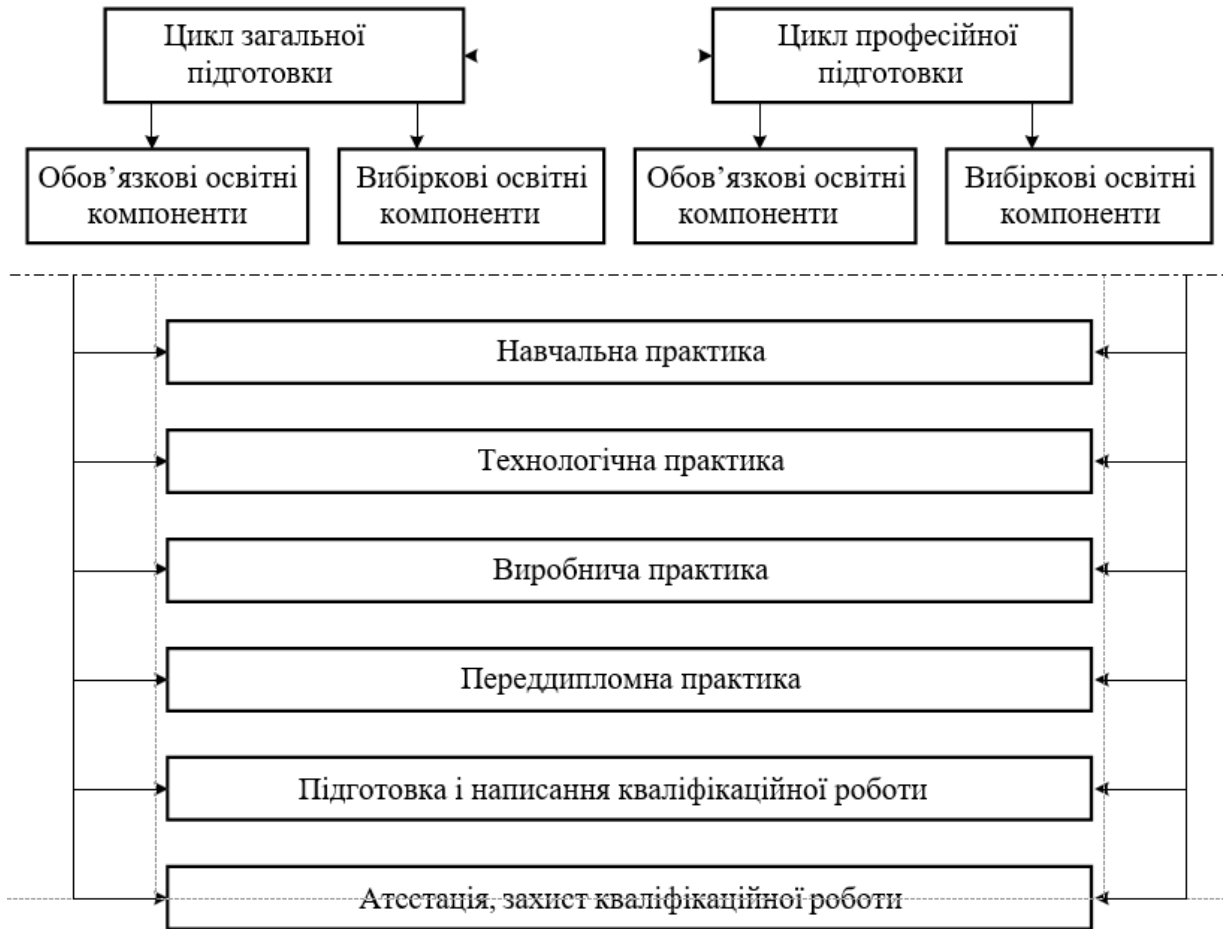 Цикл загальної
підготовки
Цикл професійної
підготовки
Обов’язкові освітні
компоненти
Вибіркові освітні
компоненти
Обов’язкові освітні
компоненти
Вибіркові освітні
компоненти
Навчальна практика
Технологічна практика
Виробнича практика
Переддипломна практика
Підготовка і написання кваліфікаційної роботи
Атестація, захист кваліфікаційної роботи